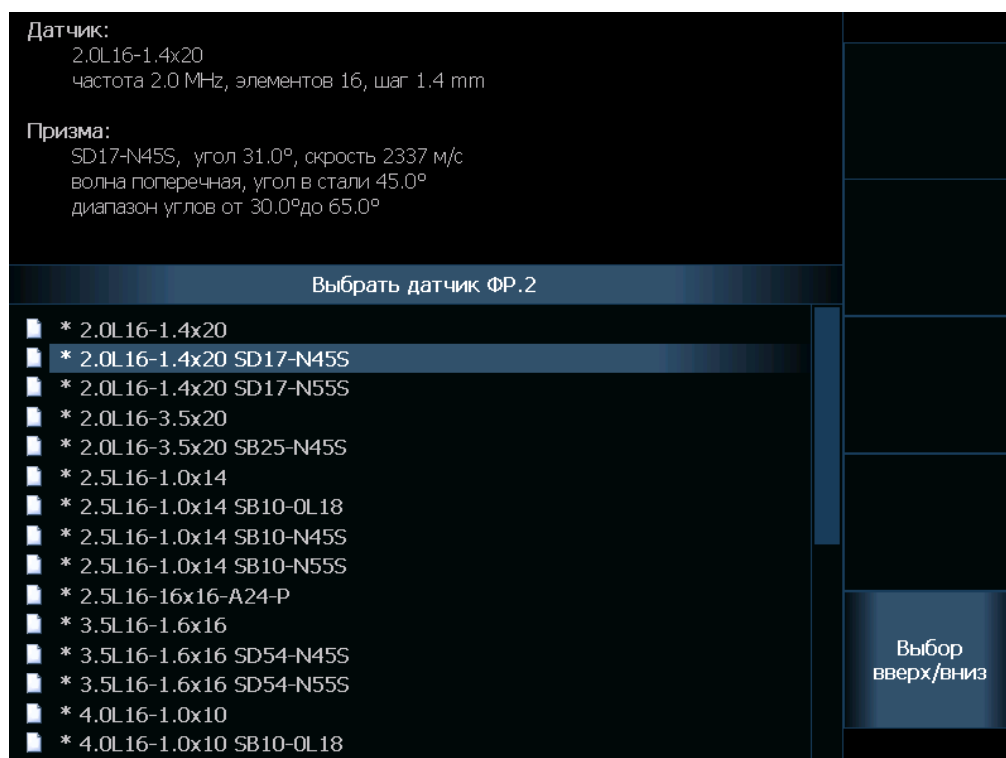 Датчик:
2.0L16-1.4x20
частота 2.0 MHz, элементов 16, шаг 1.4 mm
Призма:
SD17-N45S, угол 31.0º, скрость 2337 м/с
волна поперечная, угол в стали 45.0º
диапазон углов от 30.0ºдо 65.0º
Выбрать датчик ФР.2
* 2.0L16-1.4x20
* 2.0L16-1.4x20 SD17-N45S
* 2.0L16-1.4x20 SD17-N55S
* 2.0L16-3.5x20
* 2.0L16-3.5x20 SB25-N45S
* 2.5L16-1.0x14
* 2.5L16-1.0x14 SB10-0L18
* 2.5L16-1.0x14 SB10-N45S
* 2.5L16-1.0x14 SB10-N55S
* 2.5L16-16x16-A24-P
* 3.5L16-1.6x16
* 3.5L16-1.6x16 SD54-N45S
* 3.5L16-1.6x16 SD54-N55S
* 4.0L16-1.0x10
* 4.0L16-1.0x10 SB10-0L18
Выбор
вверх/вниз